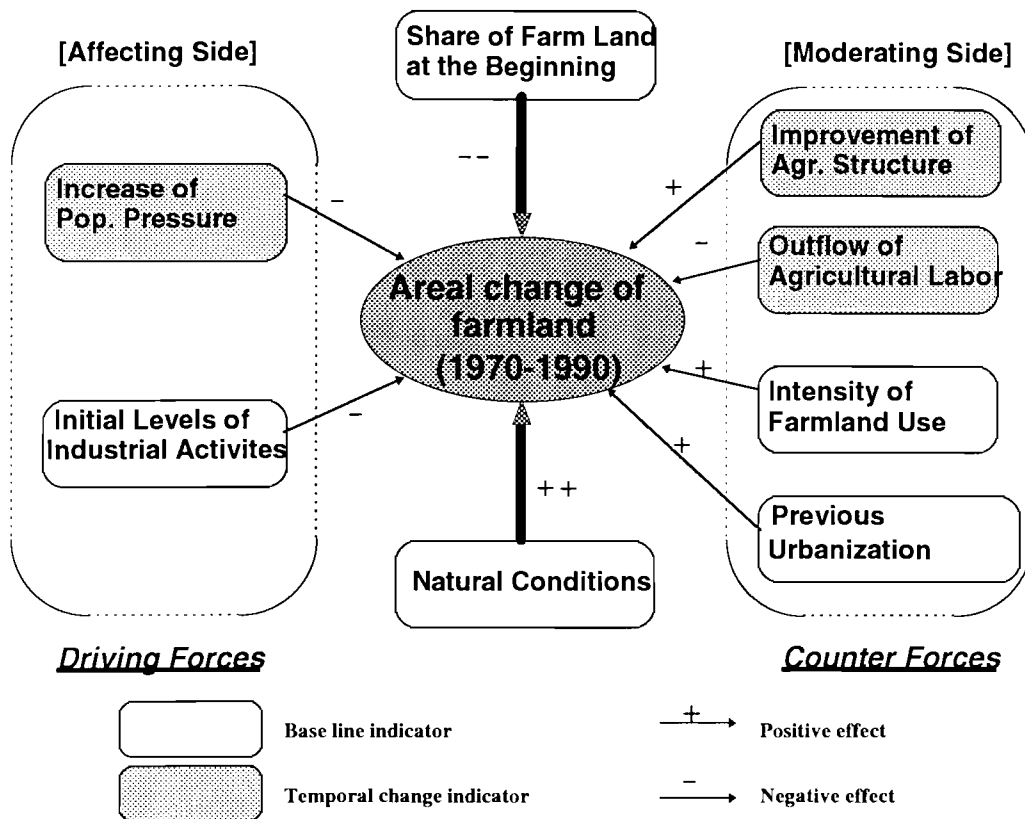 [Affecting Side]
Share of Farm Land
at the Beginning
[Moderating Side]
Increase of
Pop. Pressure
Initial Levels of
Industrial Activites
- -
-
-
Areal change of
farmland
(1970-1990)
+ +
Natural Conditions
Improvement of
Agr. Structure
+
Outflow of
Agricultural Labor
-
Intensity of
Farmland Use
+
Previous
Urbanization
+
Driving Forces
Counter Forces
Base line indicator
+
Positive effect
Temporal change indicator
-
Negative effect